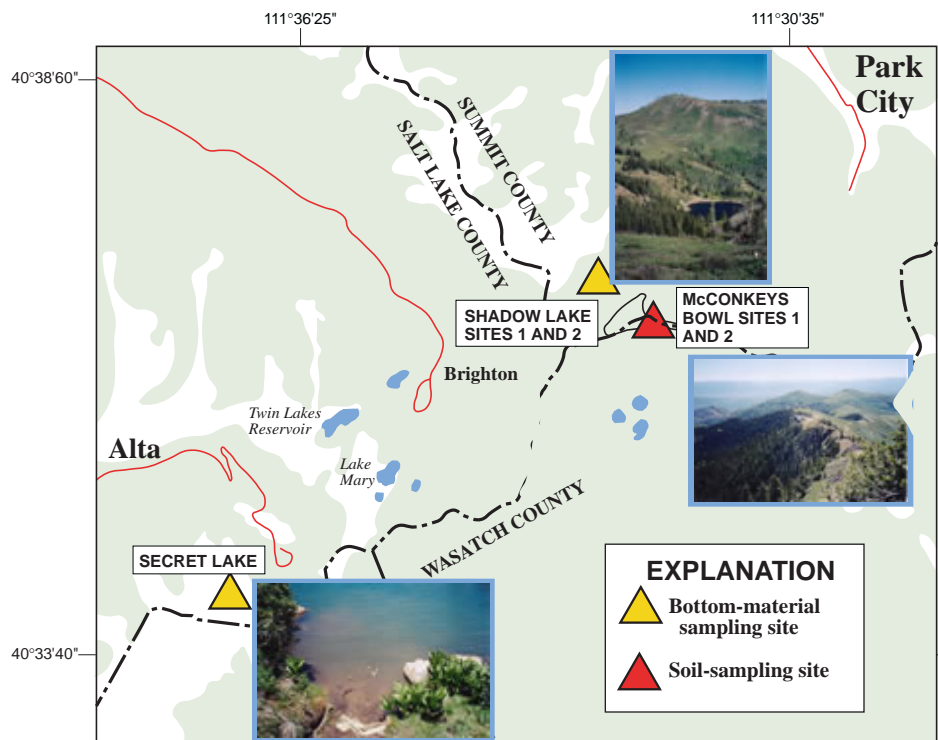 111°36'25"
111°30'35"
40°38'60"
Park
City
SUMMIT COUNTY
SALT LAKE COUNTY
SHADOW LAKE
SITES 1 AND 2
McCONKEYS
BOWL SITES 1
AND 2
Brighton
Twin Lakes
Reservoir
Alta
Lake
Mary
WASATCH COUNTY
SECRET LAKE
EXPLANATION
Bottom-material
sampling site
Soil-sampling site
40°33'40"